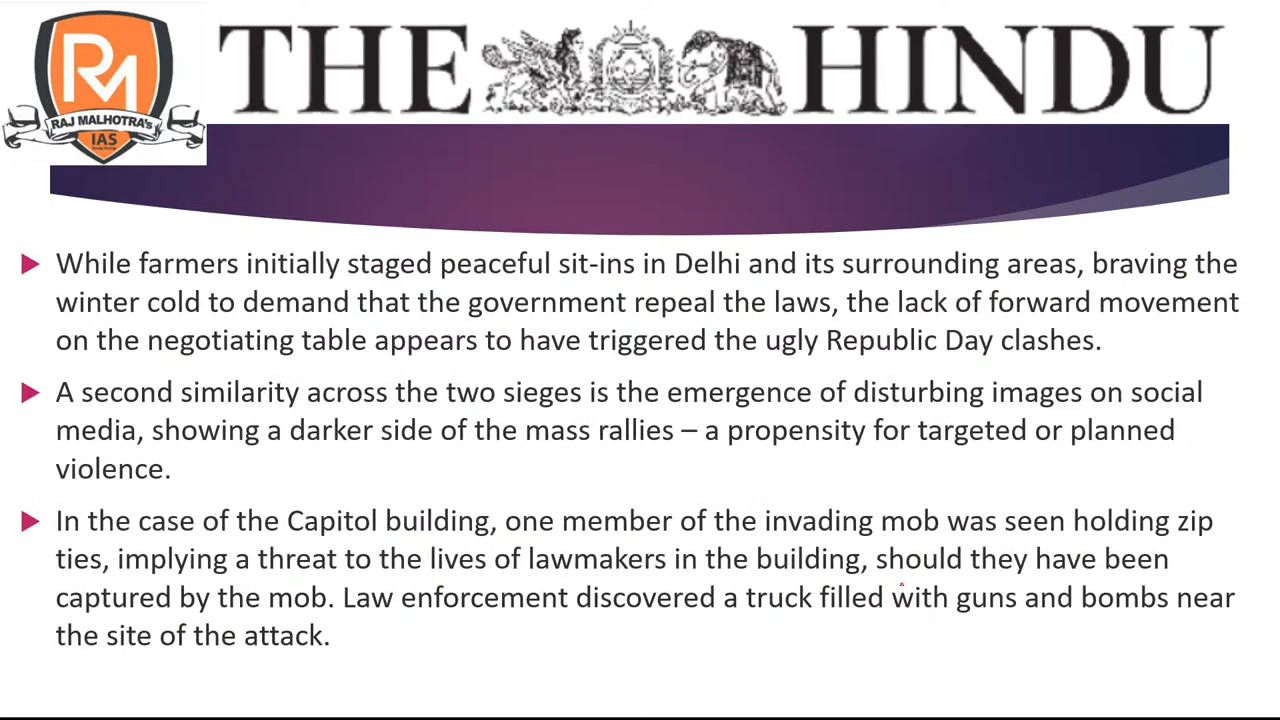 RM
RAJ MALHOTRA's
IAS
THE HINDU
While farmers initially staged peaceful sit-ins in Delhi and its surrounding areas, braving the
winter cold to demand that the government repeal the laws, the lack of forward movement
on the negotiating table appears to have triggered the ugly Republic Day clashes.
A second similarity across the two sieges is the emergence of disturbing images on social
media, showing a darker side of the mass rallies – a propensity for targeted or planned
violence.
In the case of the Capitol building, one member of the invading mob was seen holding zip
ties, implying a threat to the lives of lawmakers in the building, should they have been
captured by the mob. Law enforcement discovered a truck filled with guns and bombs near
the site of the attack.